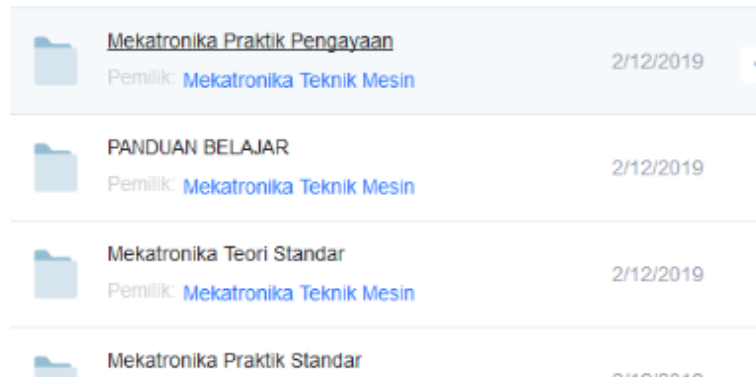 Mekatronika Praktik Pengayaan
2/12/2019
Pemilik: Mekatronika Teknik Mesin
PANDUAN BELAJAR
2/12/2019
Pemilik: Mekatronika Teknik Mesin
Mekatronika Teori Standar
2/12/2019
Pemilik: Mekatronika Teknik Mesin
Mekatronika Praktik Standar